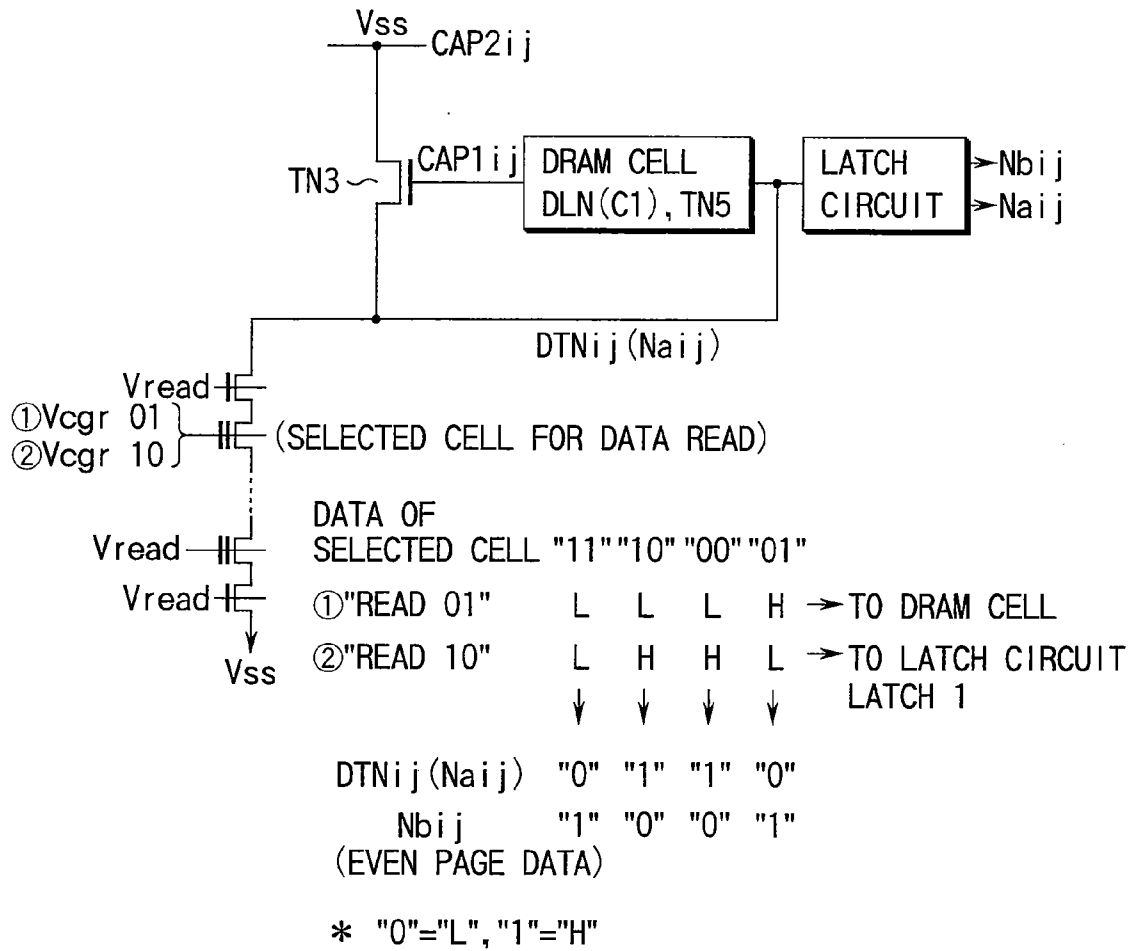 Vss
CAP2ij
TN3
CAP1ij
DRAM CELL
DLN(C1), TN5
LATCH
CIRCUIT
Nbij
Naij
DTNij(Naij)
Vread
①Vcgr 01
②Vcgr 10
(SELECTED CELL FOR DATA READ)
Vread
Vread
Vss
DATA OF
SELECTED CELL "11" "10" "00" "01"
①"READ 01" L L L H → TO DRAM CELL
②"READ 10" L H H L → TO LATCH CIRCUIT
LATCH 1
DTNij(Naij) "0" "1" "1" "0"
Nbij "1" "0" "0" "1"
(EVEN PAGE DATA)
* "0"="L", "1"="H"